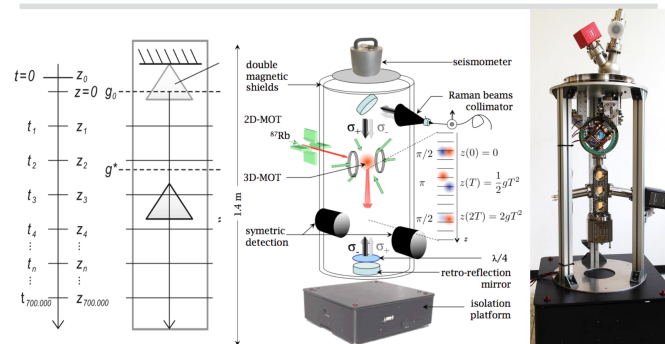 t=0
z0
z=0
g0
t1
z1
t2
z2
g*
t3
z3
t4
z4
tn
zn
t700.000
z700.000
1.4 m
seismometer
double
magnetic
shields
Raman beams
collimator
2D-MOT
87Rb
σ+
σ-
3D-MOT
π/2
z(0) = 0
π
z(T) = 1/2 gT²
π/2
z(2T) = 2gT²
z
symetric
detection
σ-
σ+
λ/4
retro-reflection
mirror
isolation
platform